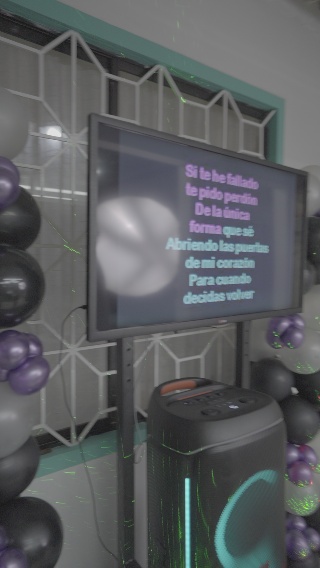 Si te he fallado
te pido perdón
De la única
forma que sé
Abriendo las puertas
de mi corazón
Para cuando
decidas volver